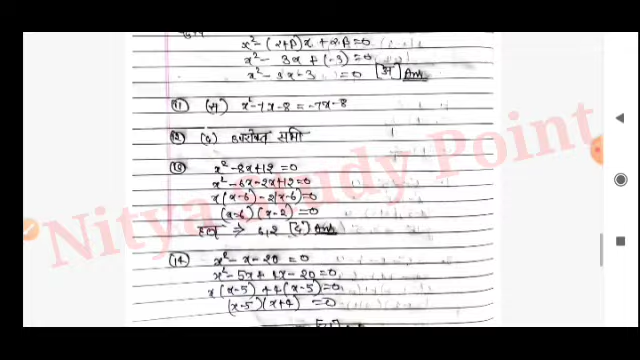 x² - (α+β)x + α.β = 0
x² - 3x + (-3) = 0
x² - 3x - 3 = 0 [अ] Ans
(11) (स) x² - 7x - 8 = -7x - 8
(12) (द) उपरोक्त सभी
(13) x² - 8x + 12 = 0
x² - 6x - 2x + 12 = 0
x(x-6) - 2(x-6) = 0
(x-6) (x-2) = 0
हल ⇒ 6,2 [द] Ans
(14) x² - x - 20 = 0
x² - 5x + 4x - 20 = 0
x(x-5) + 4(x-5) = 0
(x-5)(x+4) = 0
Nitya Study Point